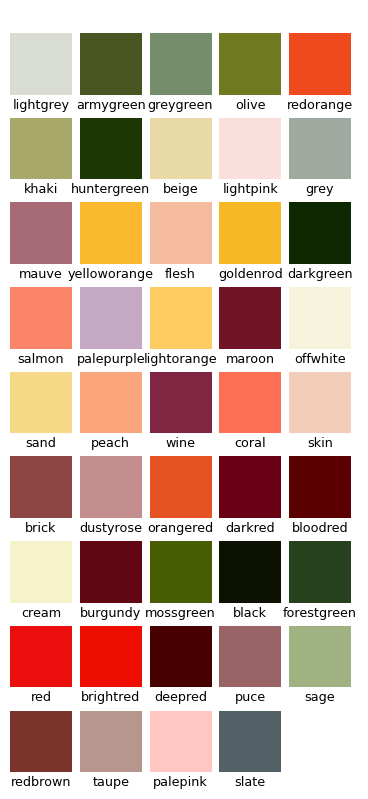 lightgrey armygreen greygreen olive redorange
khaki huntergreen beige lightpink grey
mauve yelloworange flesh goldenrod darkgreen
salmon palepurple lightorange maroon offwhite
sand peach wine coral skin
brick dustyrose orangered darkred bloodred
cream burgundy mossgreen black forestgreen
red brightred deepred puce sage
redbrown taupe palepink slate